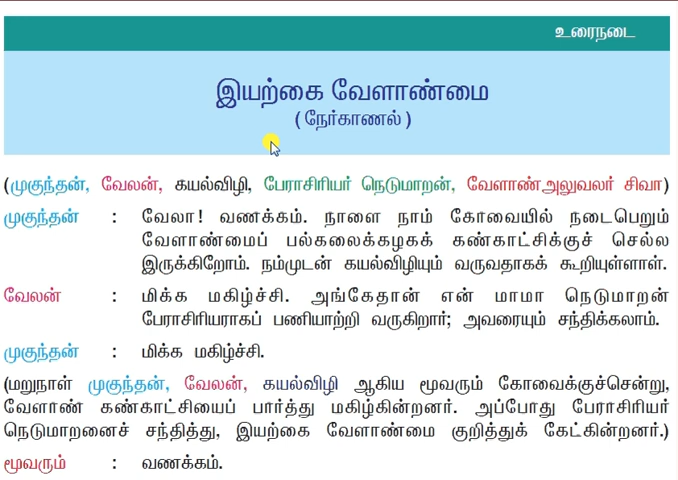 உரைநடை
இயற்கை வேளாண்மை
( நேர்காணல் )
(முகுந்தன், வேலன், கயல்விழி, பேராசிரியர் நெடுமாறன், வேளாண்அலுவலர் சிவா)
முகுந்தன் : வேலா! வணக்கம். நாளை நாம் கோவையில் நடைபெறும்
வேளாண்மைப் பல்கலைக்கழகக் கண்காட்சிக்குச் செல்ல
இருக்கிறோம். நம்முடன் கயல்விழியும் வருவதாகக் கூறியுள்ளாள்.
வேலன் : மிக்க மகிழ்ச்சி. அங்கேதான் என் மாமா நெடுமாறன்
பேராசிரியராகப் பணியாற்றி வருகிறார்; அவரையும் சந்திக்கலாம்.
முகுந்தன் : மிக்க மகிழ்ச்சி.
(மறுநாள் முகுந்தன், வேலன், கயல்விழி ஆகிய மூவரும் கோவைக்குச்சென்று,
வேளாண் கண்காட்சியைப் பார்த்து மகிழ்கின்றனர். அப்போது பேராசிரியர்
நெடுமாறனைச் சந்தித்து, இயற்கை வேளாண்மை குறித்துக் கேட்கின்றனர்.)
மூவரும் : வணக்கம்.